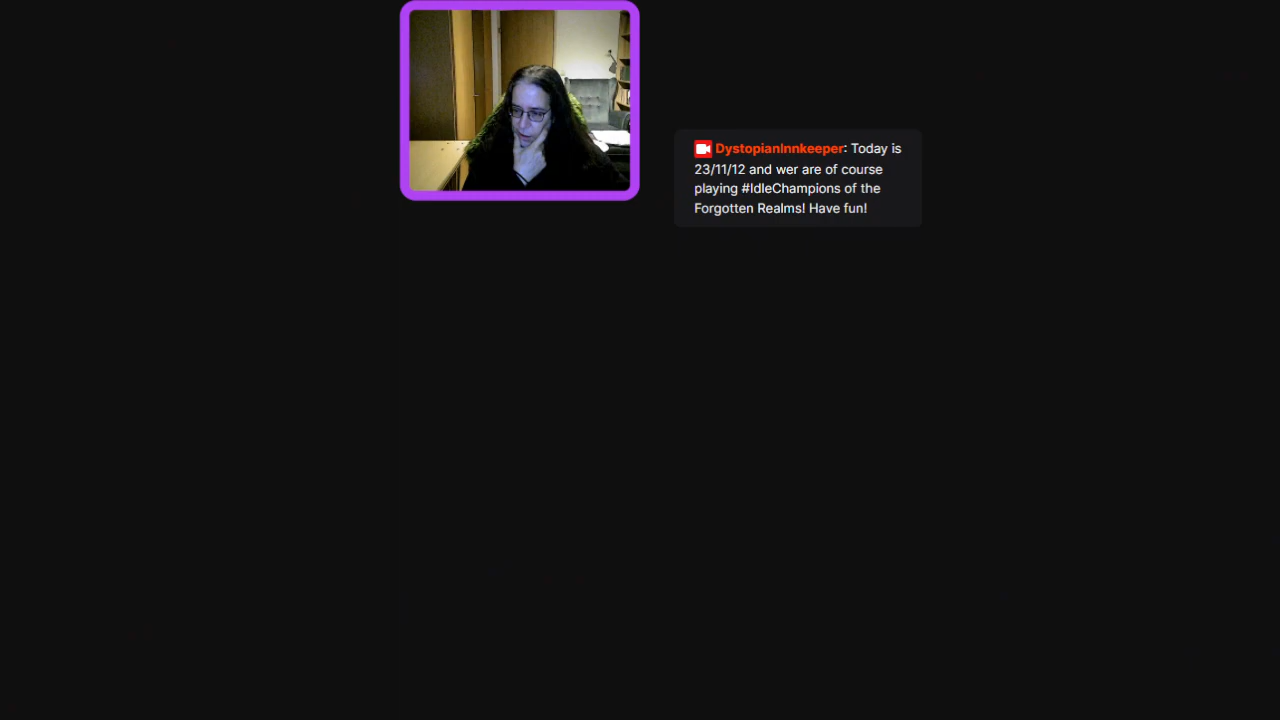 DystopianInnkeeper: Today is
23/11/12 and wer are of course
playing #IdleChampions of the
Forgotten Realms! Have fun!